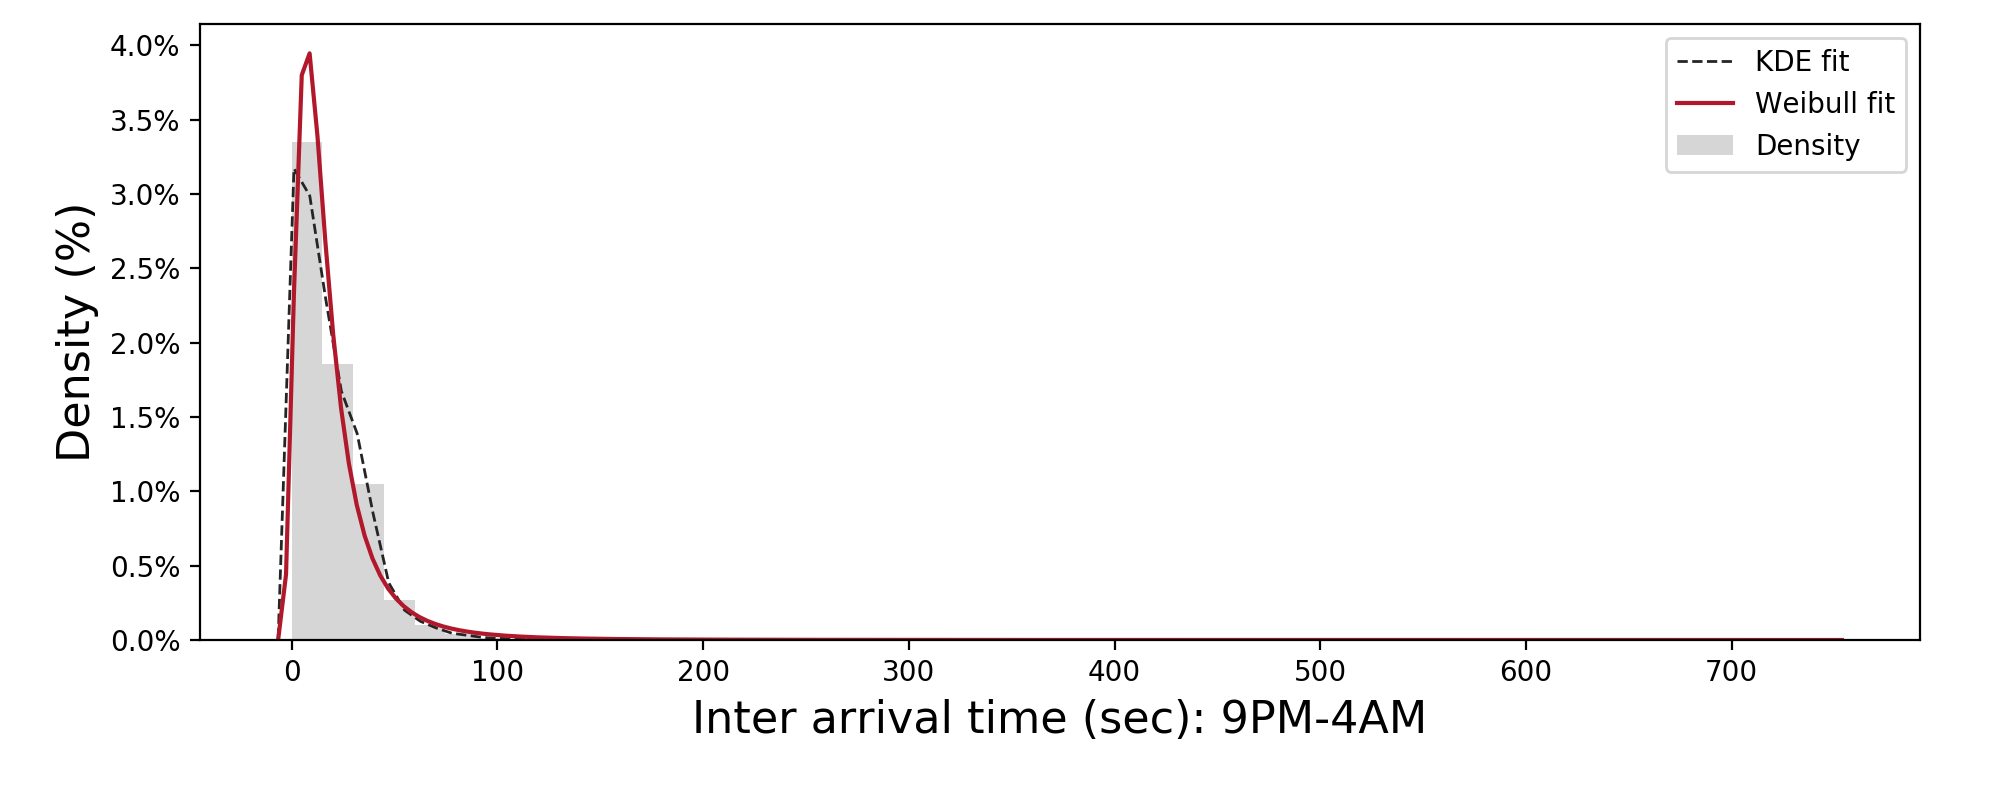 4.0%
3.5%
3.0%
2.5%
2.0%
1.5%
1.0%
0.5%
0.0%
Density (%)
KDE fit
Weibull fit
Density
0 100 200 300 400 500 600 700
Inter arrival time (sec): 9PM-4AM